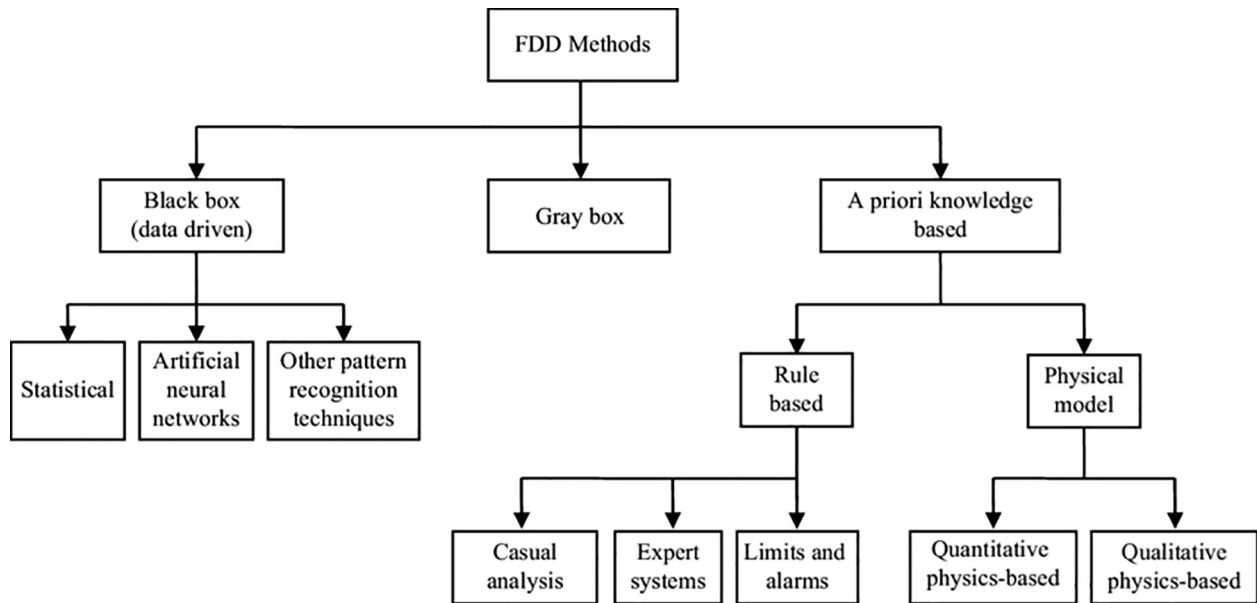 FDD Methods
Black box
(data driven)
Gray box
A priori knowledge
based
Statistical
Artificial
neural
networks
Other pattern
recognition
techniques
Rule
based
Physical
model
Casual
analysis
Expert
systems
Limits and
alarms
Quantitative
physics-based
Qualitative
physics-based